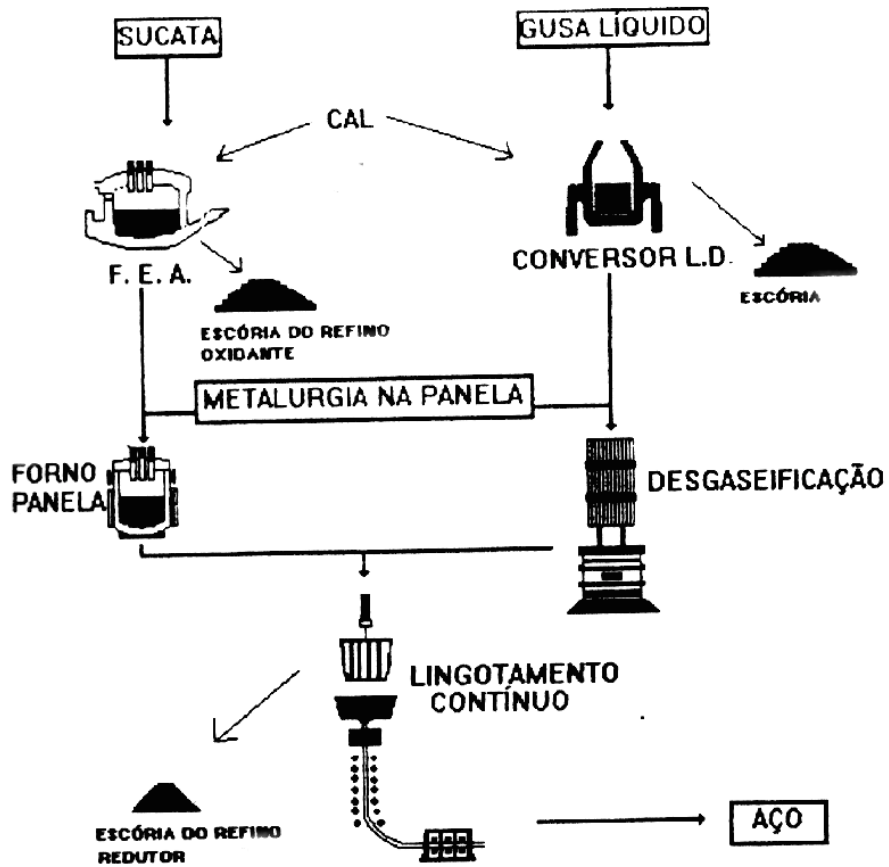 SUCATA
GUSA LÍQUIDO
CAL
F. E. A.
CONVERSOR L.D.
ESCÓRIA DO REFINO
OXIDANTE
ESCÓRIA
METALURGIA NA PANELA
FORNO
PANELA
DESGASEIFICAÇÃO
LINGOTAMENTO
CONTÍNUO
ESCÓRIA DO REFINO
REDUTOR
AÇO